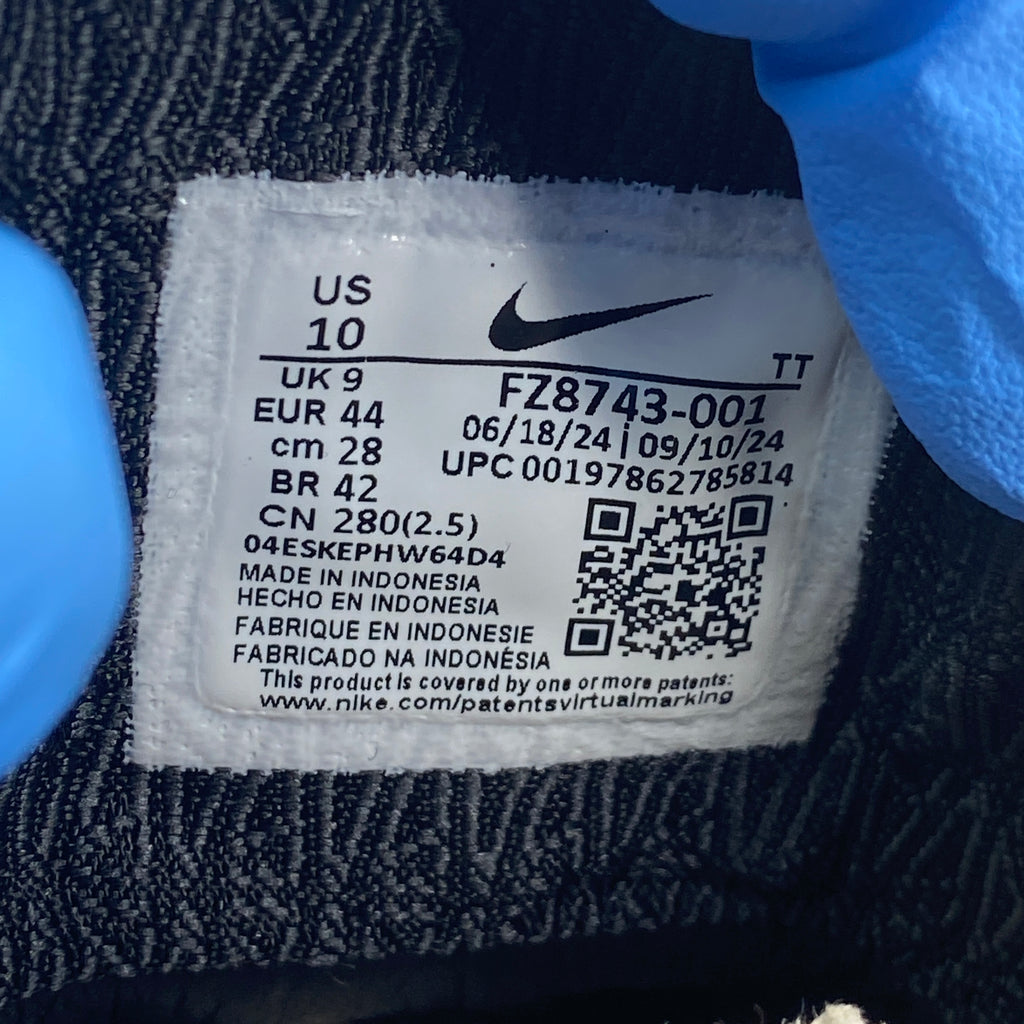 US
10
TT
UK 9
EUR 44
cm 28
BR 42
CN 280(2.5)
FZ8743-001
06/18/24 | 09/10/24
UPC 00197862785814
04ESKEPHW64D4
MADE IN INDONESIA
HECHO EN INDONESIA
FABRIQUE EN INDONESIE
FABRICADO NA INDONÉSIA
This product is covered by one or more patents:
www.nike.com/patentsvirtualmarking